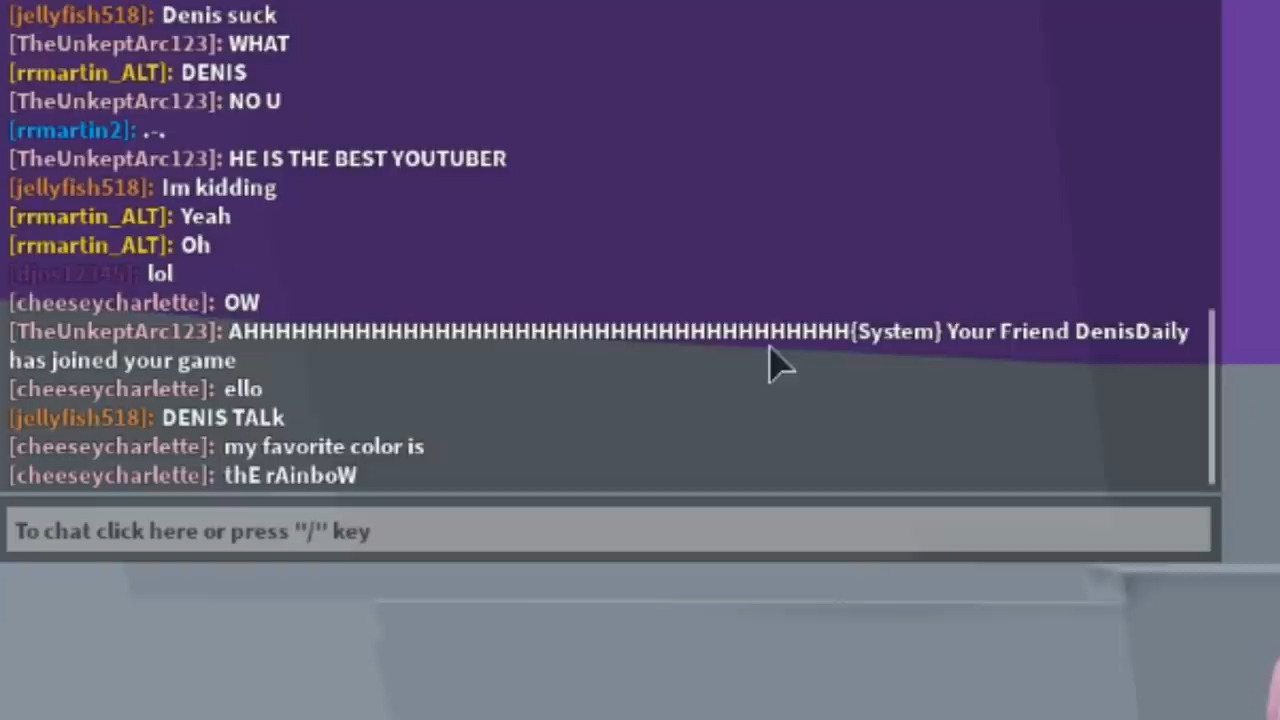 [jellyfish518]: Denis suck
[TheUnkeptArc123]: WHAT
[rrmartin_ALT]: DENIS
[TheUnkeptArc123]: NO U
[rrmartin2]: .-.
[TheUnkeptArc123]: HE IS THE BEST YOUTUBER
[jellyfish518]: Im kidding
[rrmartin_ALT]: Yeah
[rrmartin_ALT]: Oh
lol
[cheeseycharlette]: OW
[TheUnkeptArc123]: AHHHHHHHHHHHHHHHHHHHHHHHHHHHHHHHHHHHHHH{System} Your Friend DenisDaily
has joined your game
[cheeseycharlette]: ello
[jellyfish518]: DENIS TALk
[cheeseycharlette]: my favorite color is
[cheeseycharlette]: thE rAinboW
To chat click here or press "/" key